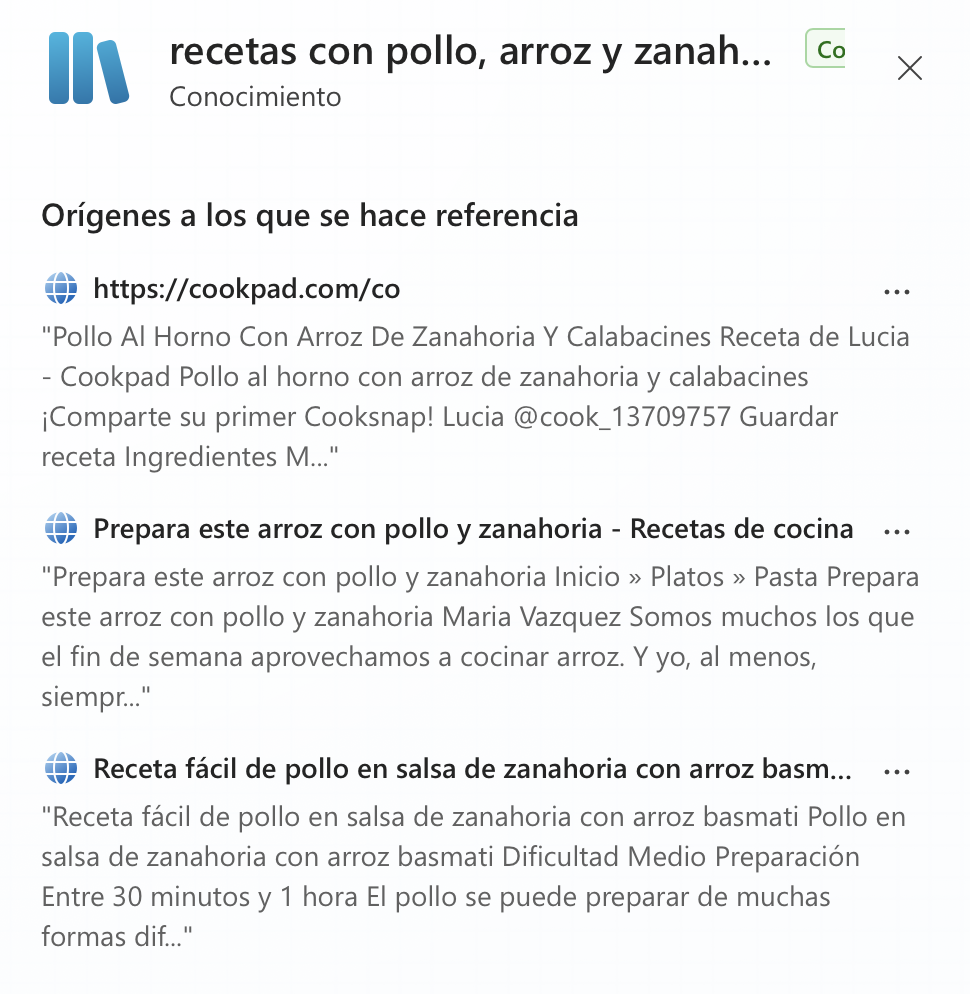 recetas con pollo, arroz y zanah...
Co
Conocimiento
Orígenes a los que se hace referencia
https://cookpad.com/co
"Pollo Al Horno Con Arroz De Zanahoria Y Calabacines Receta de Lucia
- Cookpad Pollo al horno con arroz de zanahoria y calabacines
¡Comparte su primer Cooksnap! Lucia @cook_13709757 Guardar
receta Ingredientes M..."
Prepara este arroz con pollo y zanahoria - Recetas de cocina
"Prepara este arroz con pollo y zanahoria Inicio » Platos » Pasta Prepara
este arroz con pollo y zanahoria Maria Vazquez Somos muchos los que
el fin de semana aprovechamos a cocinar arroz. Y yo, al menos,
siempr..."
Receta fácil de pollo en salsa de zanahoria con arroz basm...
"Receta fácil de pollo en salsa de zanahoria con arroz basmati Pollo en
salsa de zanahoria con arroz basmati Dificultad Medio Preparación
Entre 30 minutos y 1 hora El pollo se puede preparar de muchas
formas dif..."